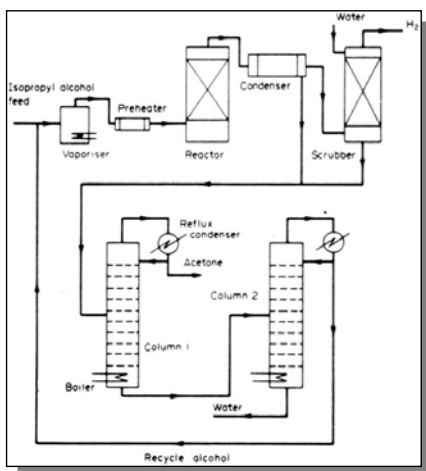 Water
H2
Isopropyl alcohol
feed
Preheater
Condenser
Vaporiser
Reactor
Scrubber
Reflux
condenser
Acetone
Column 2
Column 1
Boiler
Water
Recycle alcohol